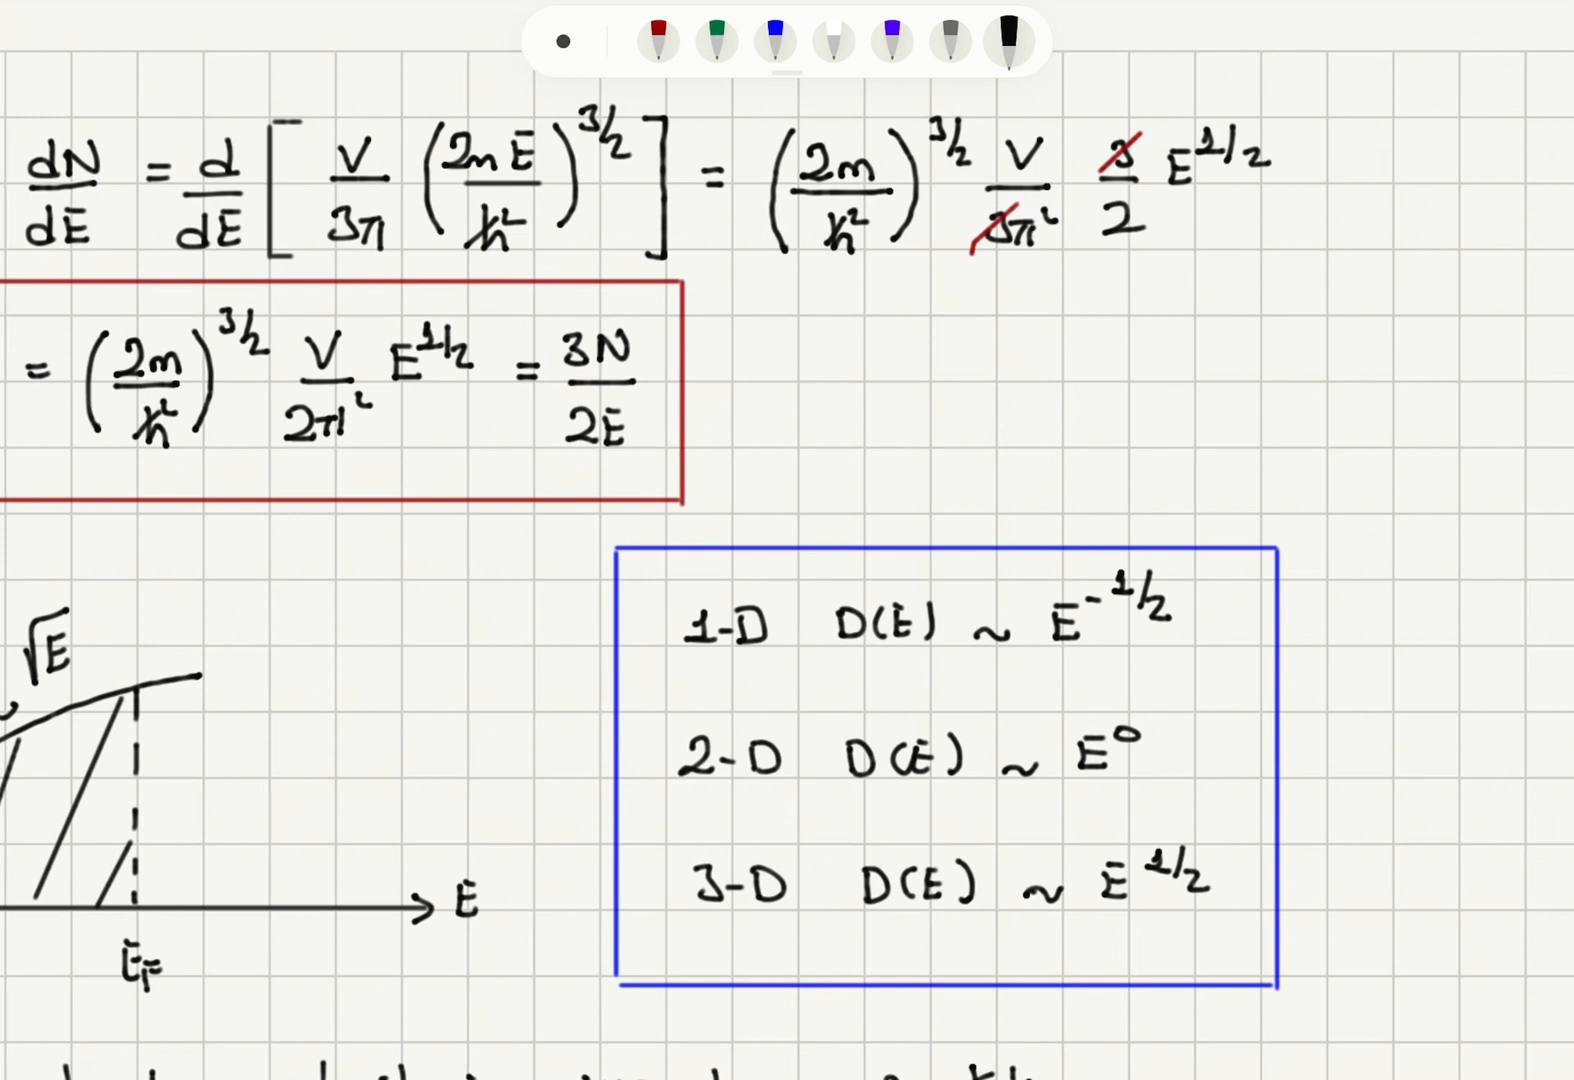 dN/dE = d/dE [ V/3π (2mE/ħ²)^3/2 ] = (2m/ħ²)^3/2 V/3π² 3/2 E^1/2
= (2m/ħ²)^3/2 V/2π² E^1/2 = 3N/2E
1-D D(E) ~ E^-1/2
√E
2-D D(E) ~ E^0
3-D D(E) ~ E^1/2
E
E_F